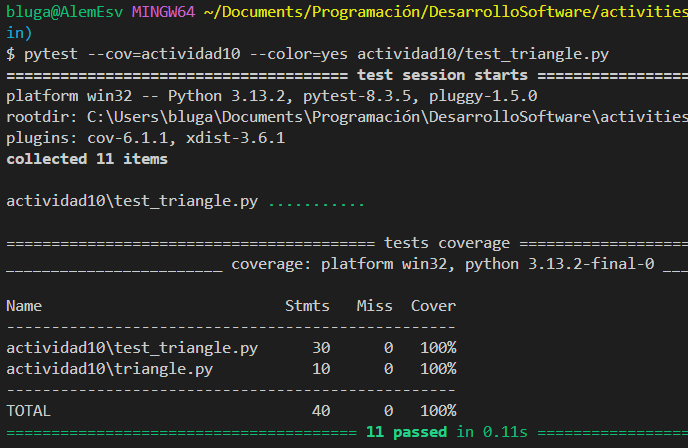 bluga@AlemEsv MINGW64 ~/Documents/Programación/DesarrolloSoftware/activities
in)
$ pytest --cov=actividad10 --color=yes actividad10/test_triangle.py
====================================== test session starts =================
platform win32 -- Python 3.13.2, pytest-8.3.5, pluggy-1.5.0
rootdir: C:\Users\bluga\Documents\Programación\DesarrolloSoftware\activities
plugins: cov-6.1.1, xdist-3.6.1
collected 11 items
actividad10\test_triangle.py ...........
========================================= tests coverage ===================
________________________ coverage: platform win32, python 3.13.2-final-0 ___
Name                           Stmts   Miss  Cover
--------------------------------------------------
actividad10\test_triangle.py      30      0   100%
actividad10\triangle.py           10      0   100%
--------------------------------------------------
TOTAL                             40      0   100%
======================================= 11 passed in 0.11s =================